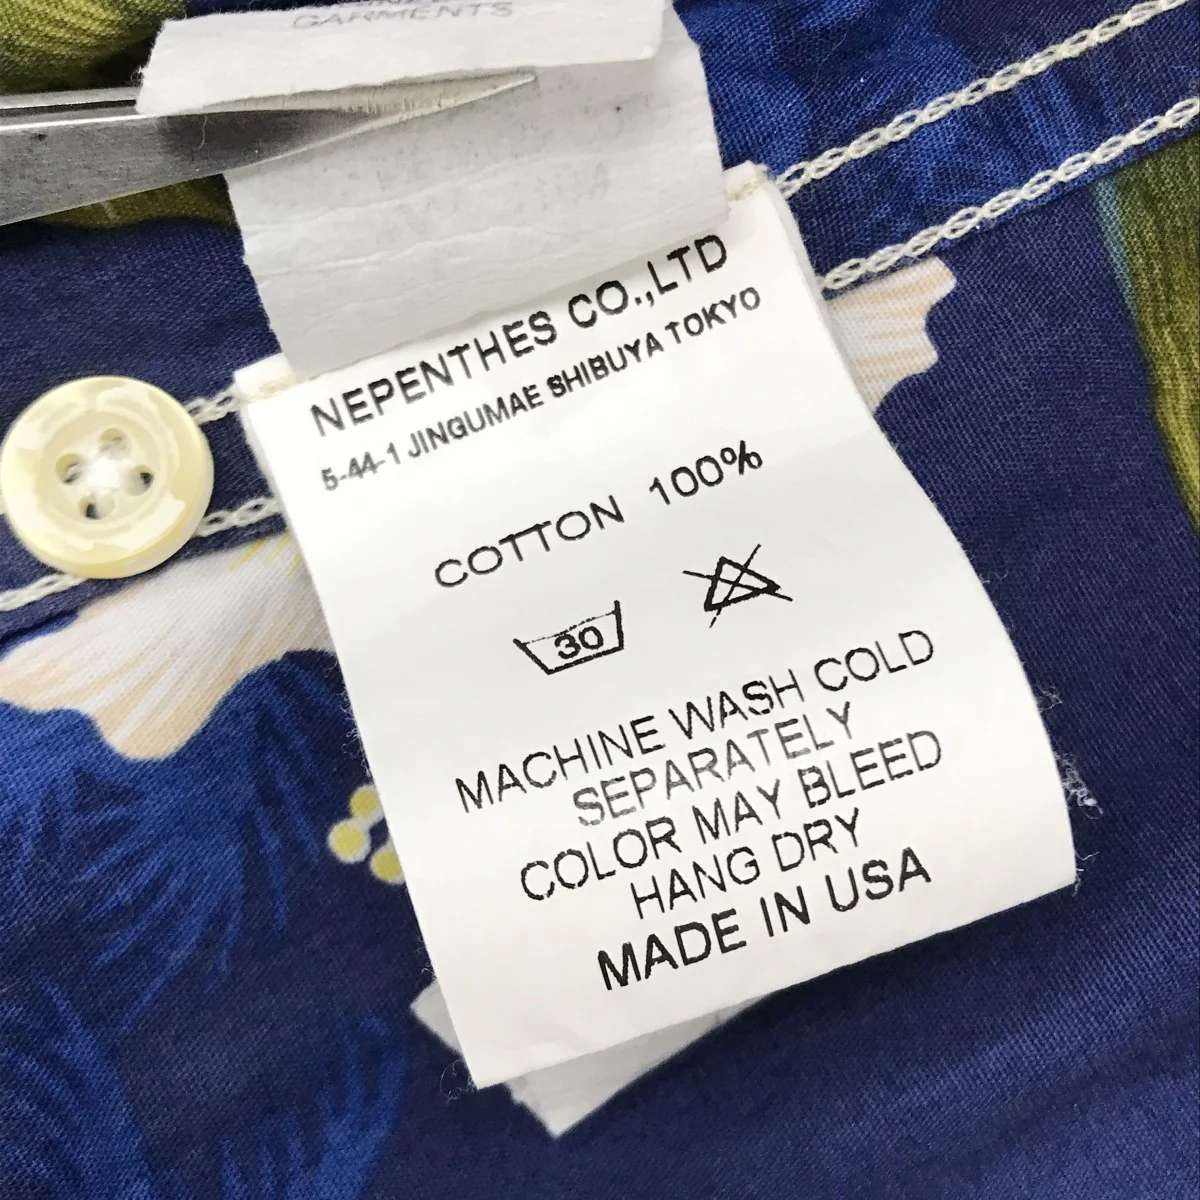 GARMENTS
NEPENTHES CO.,LTD
5-44-1 JINGUMAE SHIBUYA TOKYO
COTTON 100%
30
MACHINE WASH COLD
SEPARATELY
COLOR MAY BLEED
HANG DRY
MADE IN USA